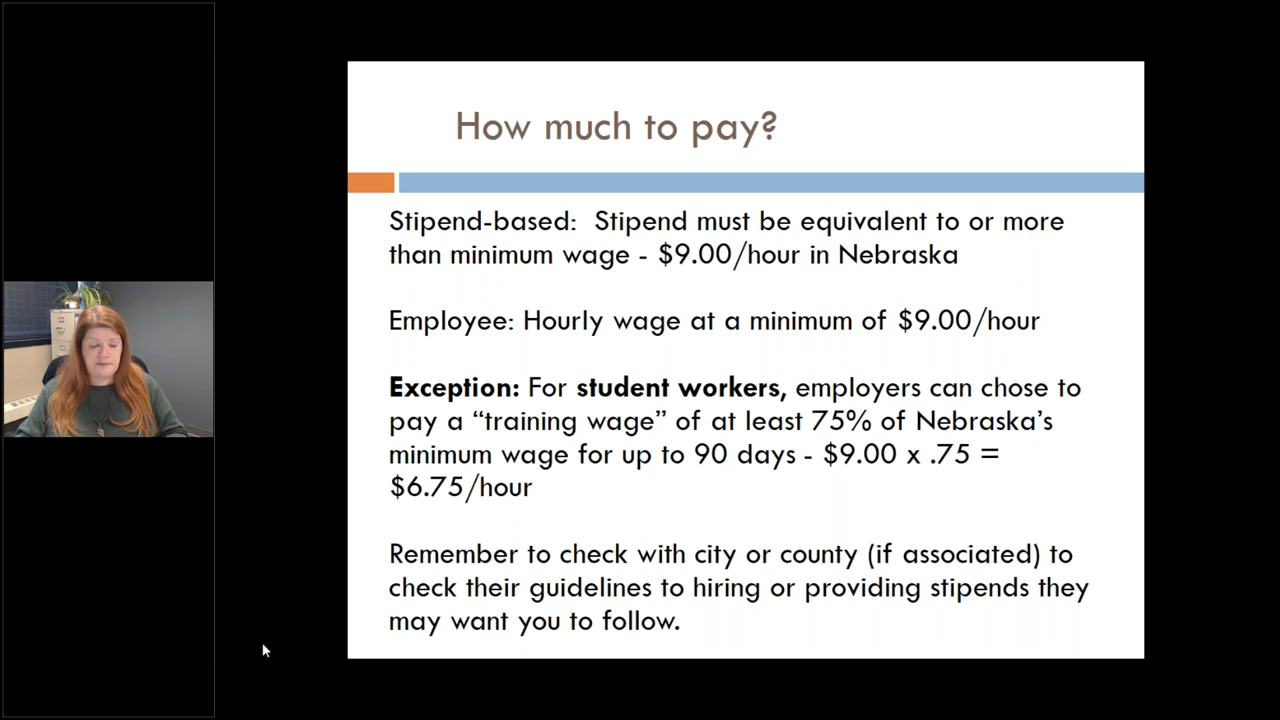 How much to pay?
Stipend-based:  Stipend must be equivalent to or more
than minimum wage - $9.00/hour in Nebraska
Employee: Hourly wage at a minimum of $9.00/hour
Exception: For student workers, employers can chose to
pay a “training wage” of at least 75% of Nebraska’s
minimum wage for up to 90 days - $9.00 x .75 =
$6.75/hour
Remember to check with city or county (if associated) to
check their guidelines to hiring or providing stipends they
may want you to follow.